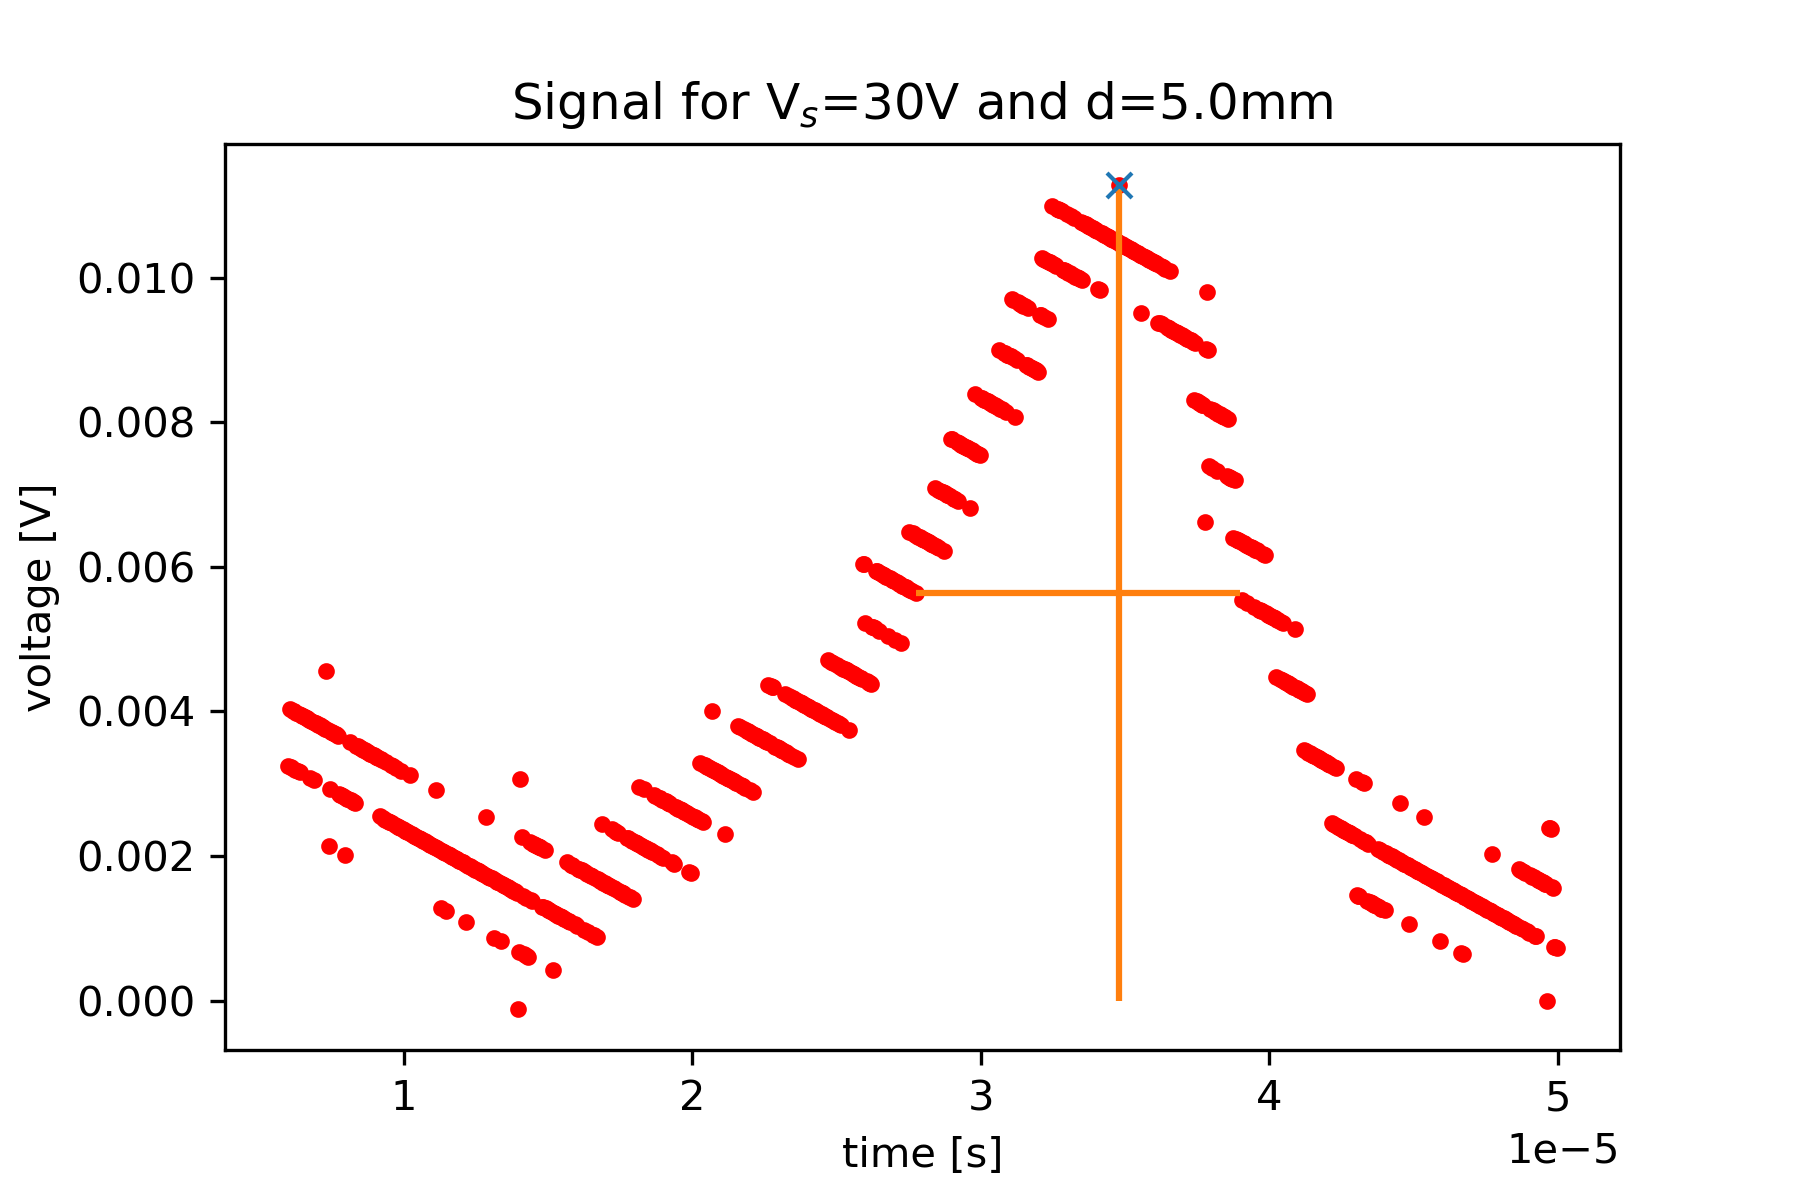 Signal for Vₛ=30V and d=5.0mm
voltage [V]
0.010
0.008
0.006
0.004
0.002
0.000
1 2 3 4 5
1e−5
time [s]